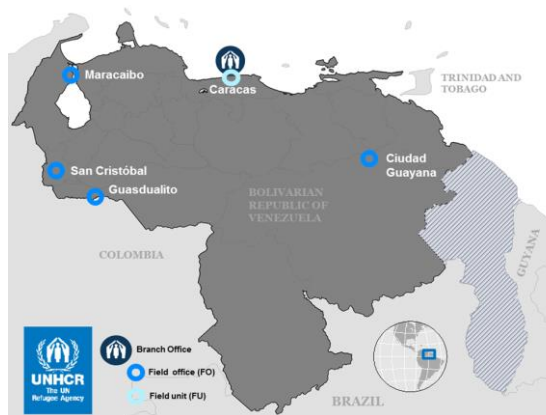 Maracaibo
Caracas
TRINIDAD AND
TOBAGO
San Cristóbal
Ciudad
Guayana
Guasdualito
BOLIVARIAN
REPUBLIC OF
VENEZUELA
COLOMBIA
GUYANA
UNHCR
The UN
Refugee Agency
Branch Office
Field office (FO)
Field unit (FU)
BRAZIL